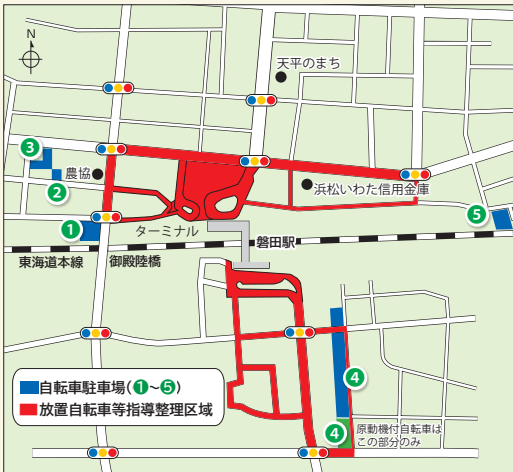 N
天平のまち
3
農協
2
浜松いわた信用金庫
1
ターミナル
5
磐田駅
東海道本線
御殿陸橋
4
自転車駐車場(1~5)
放置自転車等指導整理区域
4
原動機付自転車は
この部分のみ